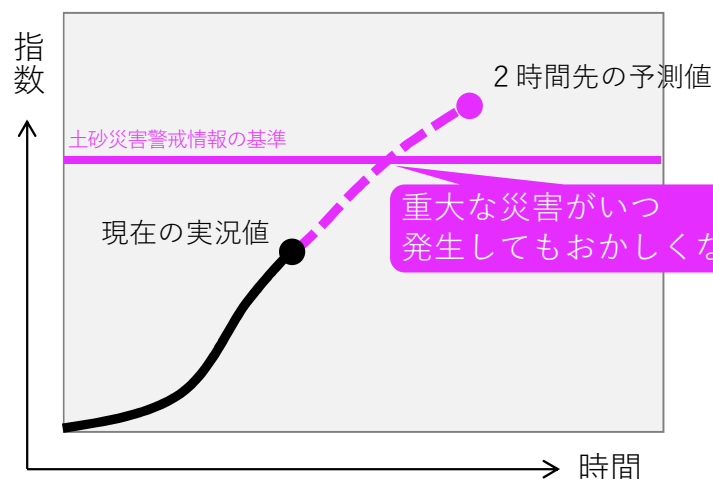 指数
２時間先の予測値
土砂災害警戒情報の基準
現在の実況値
重大な災害がいつ
発生してもおかしくな
時間